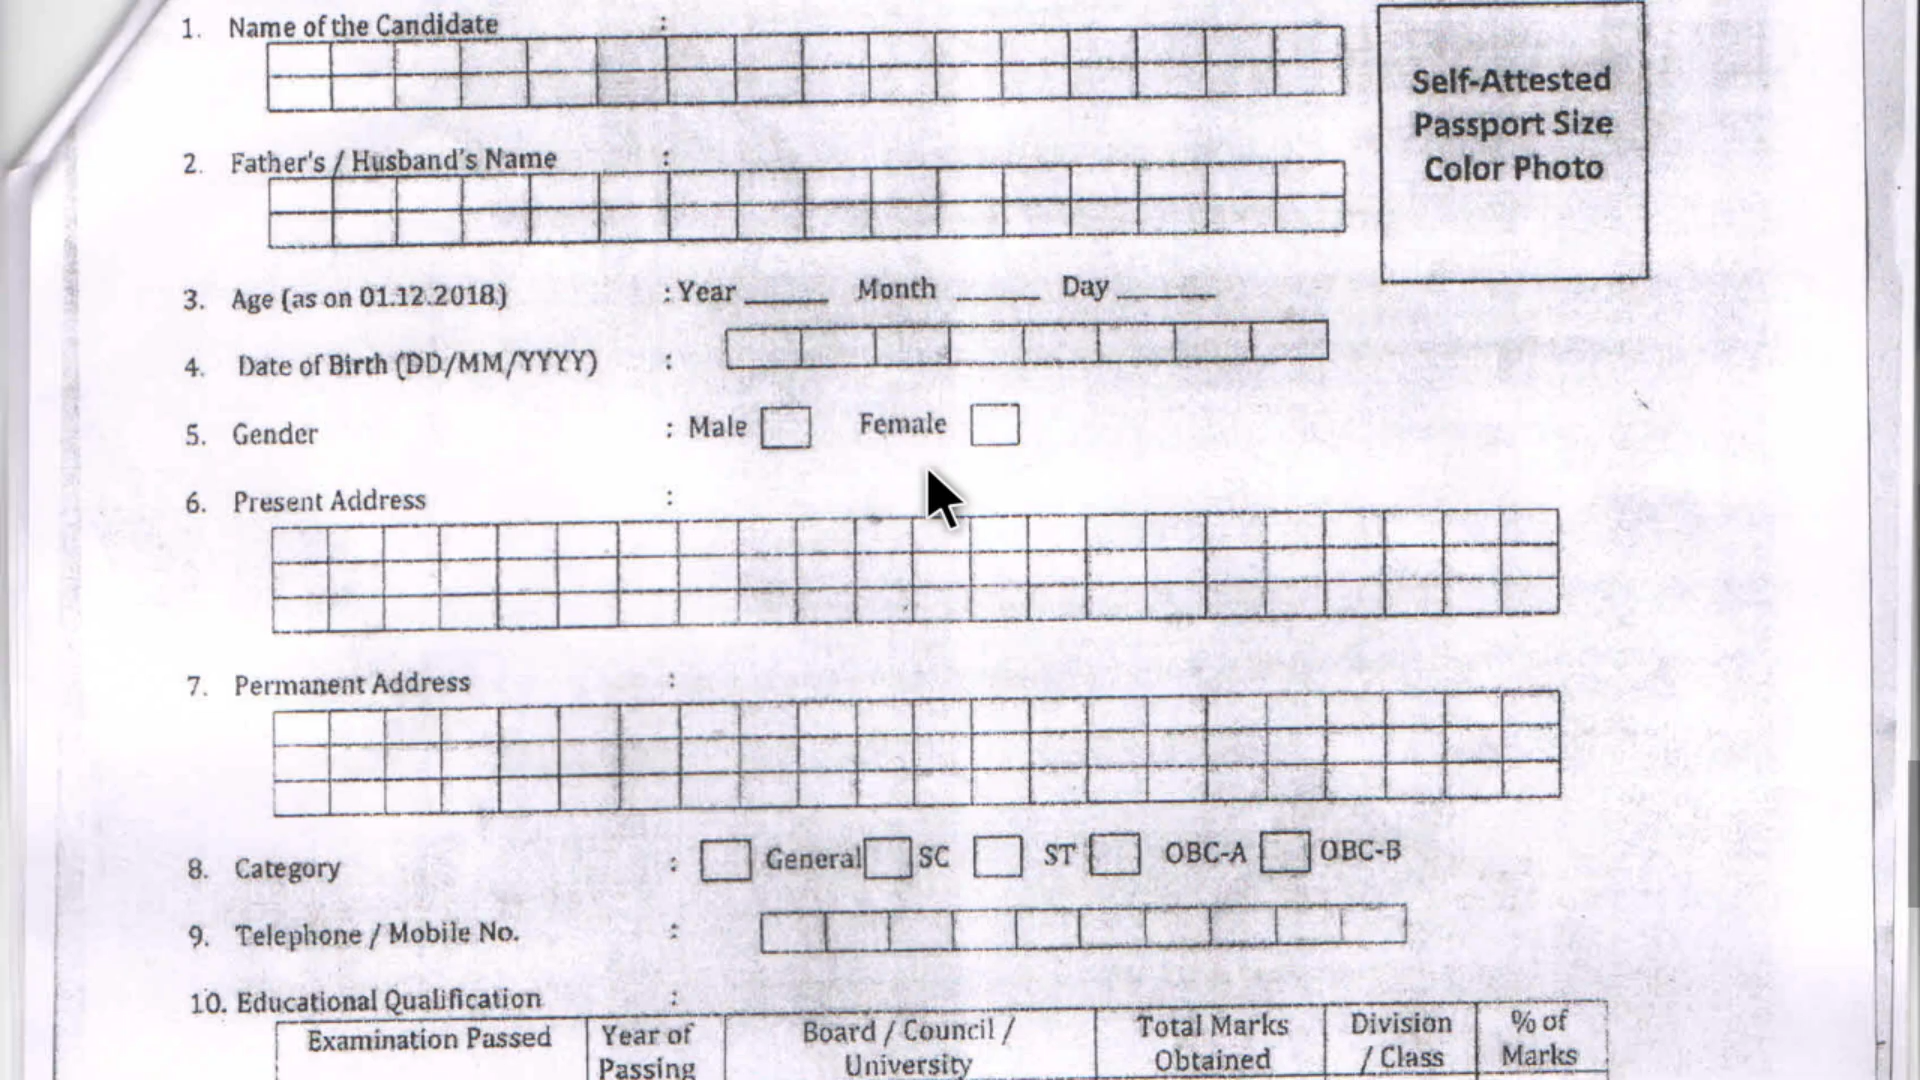 1. Name of the Candidate :
Self-Attested
Passport Size
Color Photo
2. Father's / Husband's Name :
3. Age (as on 01.12.2018) : Year ______ Month ______ Day ______
4. Date of Birth (DD/MM/YYYY) :
5. Gender : Male Female
6. Present Address :
7. Permanent Address :
8. Category : General SC ST OBC-A OBC-B
9. Telephone / Mobile No. :
10. Educational Qualification :
Examination Passed
Year of
Passing
Board / Council /
University
Total Marks
Obtained
Division
/ Class
% of
Marks